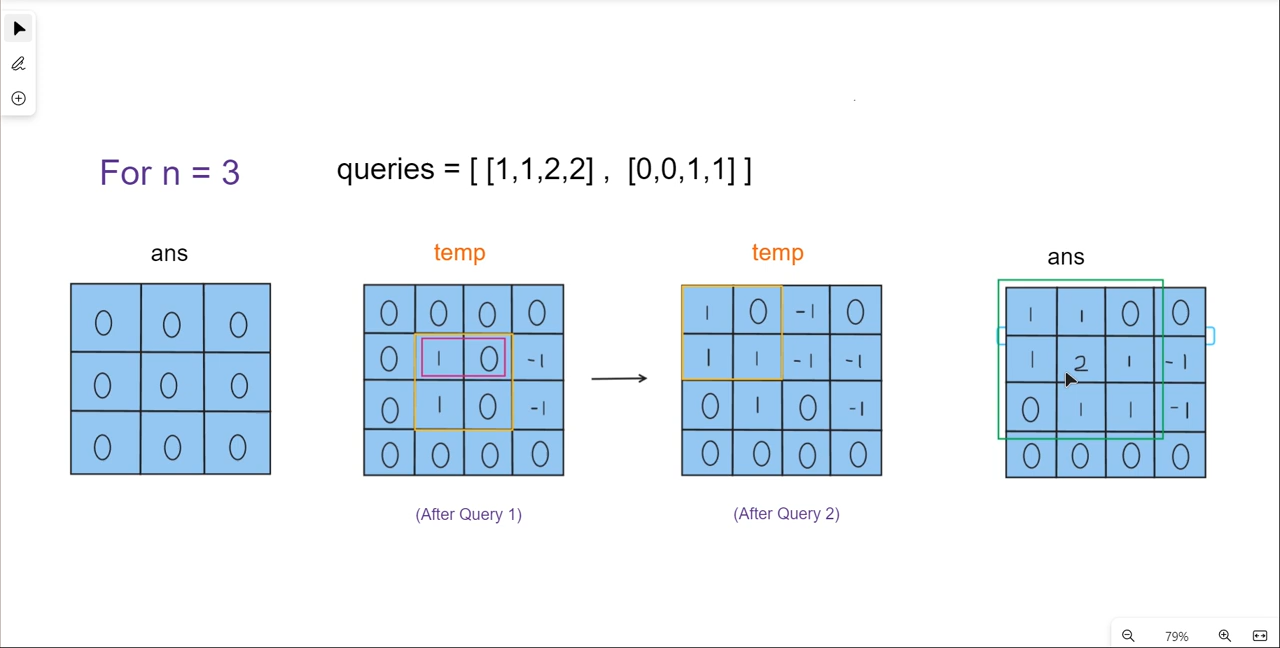 For n = 3
queries = [ [1,1,2,2] , [0,0,1,1] ]
ans
0 0 0
0 0 0
0 0 0
temp
0 0 0 0
0 1 0 -1
0 1 0 -1
0 0 0 0
(After Query 1)
temp
1 0 -1 0
1 1 -1 -1
0 1 0 -1
0 0 0 0
(After Query 2)
ans
1 1 0 0
1 2 1 -1
0 1 1 -1
0 0 0 0
79%